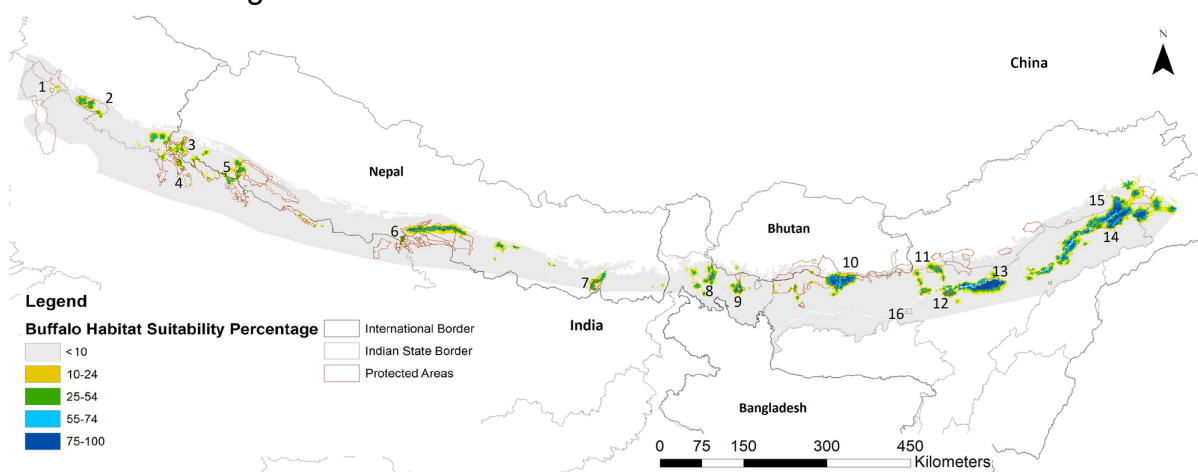 N
China
1
2
3
4
5
Nepal
6
7
India
8
9
Bhutan
10
11
12
13
14
15
16
Bangladesh
Legend
Buffalo Habitat Suitability Percentage
< 10
10-24
25-54
55-74
75-100
International Border
Indian State Border
Protected Areas
0 75 150 300 450
Kilometers